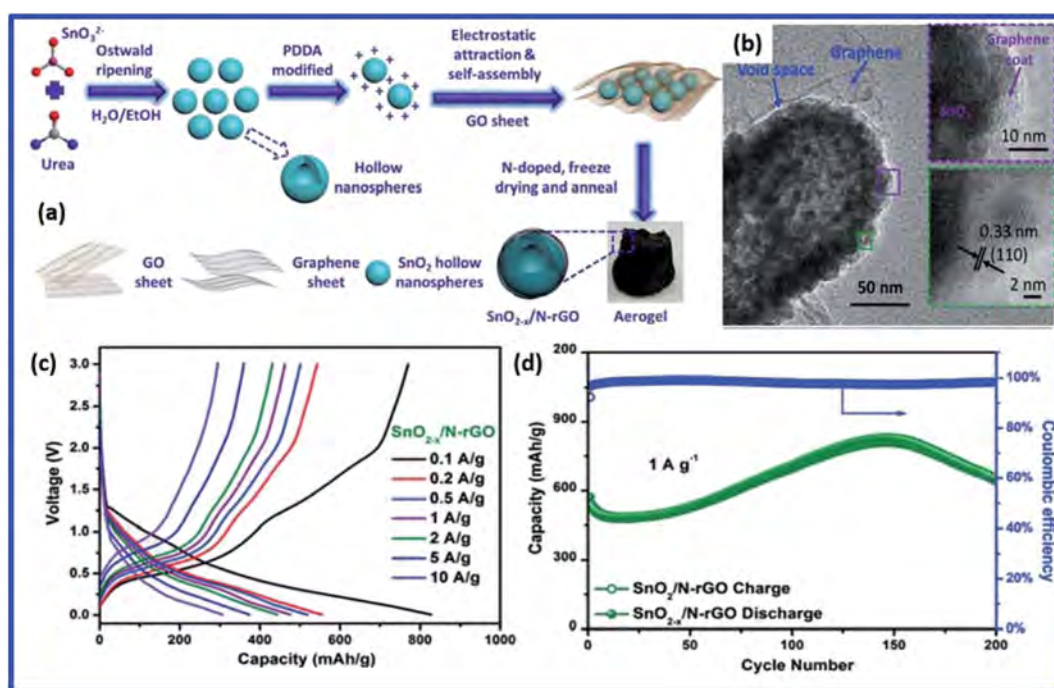 SnO₃²⁻
Ostwald
ripening
H₂O/EtOH
Urea
PDDA
modified
Electrostatic
attraction &
self-assembly
GO sheet
Hollow
nanospheres
N-doped, freeze
drying and anneal
(a)
GO
sheet
Graphene
sheet
SnO₂ hollow
nanospheres
SnO₂₋ₓ/N-rGO
Aerogel
(b)
Graphene
Void space
50 nm
Graphene
coat
10 nm
0.33 nm
(110)
2 nm
(c)
Voltage (V)
3.0
2.5
2.0
1.5
1.0
0.5
0.0
SnO₂₋ₓ/N-rGO
0.1 A/g
0.2 A/g
0.5 A/g
1 A/g
2 A/g
5 A/g
10 A/g
0 200 400 600 800 1000
Capacity (mAh/g)
(d)
Capacity (mAh/g)
200
900
600
300
0
1 A g⁻¹
SnO₂/N-rGO Charge
SnO₂₋ₓ/N-rGO Discharge
100%
80%
60%
40%
20%
0%
Coulombic efficiency
0 50 100 150 200
Cycle Number